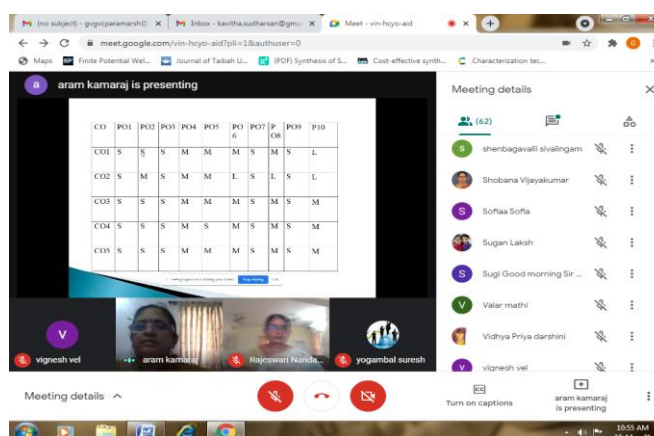 (no subject) - gvgvcparamarsh@
Inbox - kavitha.sudharsan@gmai
Meet - vin-hcyo-aid
meet.google.com/vin-hcyo-aid?pli=1&authuser=0
Maps
Finite Potential Wel...
Journal of Taibah U...
(PDF) Synthesis of S...
Cost-effective synth...
Characterization tec...
a
aram kamaraj is presenting
CO PO1 PO2 PO3 PO4 PO5 PO 6 PO7 P O8 PO9 P10
CO1 S S S M M M S M S L
CO2 S M S M M L S L S L
CO3 S S S M M M S M S M
CO4 S S S M S M S M S M
CO5 S S S M M M S M S M
Stop sharing
V
vignesh vel
aram kamaraj
Rajeswari Nanda...
yogambal suresh
Meeting details
(62)
S shenbagavalli sivalingam
Shobana Vijayakumar
S Sofiaa Sofia
Sugan Laksh
S Sugi Good morning Sir ...
V Valar mathi
Vidhya Priya darshini
V vignesh vel
Meeting details
CC
Turn on captions
aram kamaraj
is presenting
10:55 AM